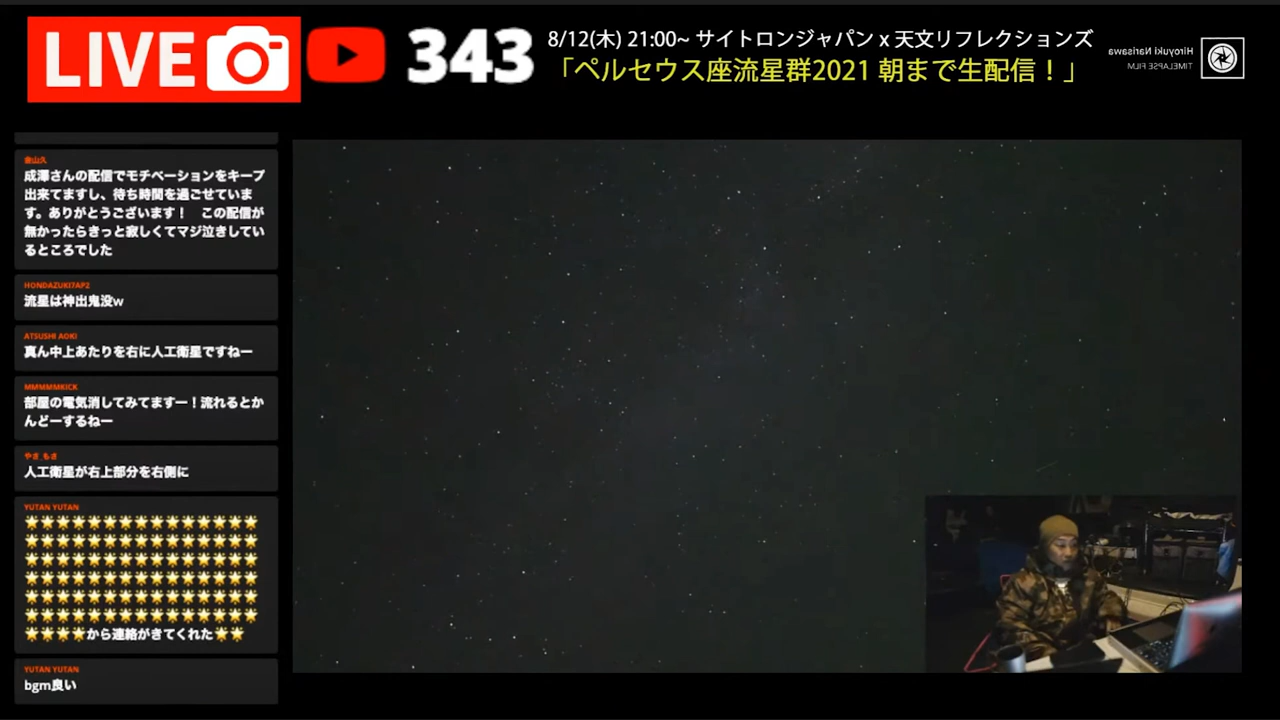 LIVE
343
8/12(木) 21:00~ サイトロンジャパン x 天文リフレクションズ
「ペルセウス座流星群2021 朝まで生配信！」
Hiroyuki Narisawa
TIMELAPSE FILM
金山久
成澤さんの配信でモチベーションをキープ
出来てますし、待ち時間を過ごせていま
す。ありがとうございます！　この配信が
無かったらきっと寂しくてマジ泣きしてい
るところでした
HONDAZUKI7AP2
流星は神出鬼没w
ATSUSHI AOKI
真ん中上あたりを右に人工衛星ですねー
MMMMMKICK
部屋の電気消してみてますー！流れるとか
んどーするねー
やき もさ
人工衛星が右上部分を右側に
YUTAN YUTAN
🌟🌟🌟🌟🌟🌟🌟🌟🌟🌟🌟🌟🌟🌟🌟
🌟🌟🌟🌟🌟🌟🌟🌟🌟🌟🌟🌟🌟🌟🌟
🌟🌟🌟🌟🌟🌟🌟🌟🌟🌟🌟🌟🌟🌟🌟
🌟🌟🌟🌟🌟🌟🌟🌟🌟🌟🌟🌟🌟🌟🌟
🌟🌟🌟🌟🌟🌟🌟🌟🌟🌟🌟🌟🌟🌟🌟
🌟🌟🌟🌟🌟🌟🌟🌟🌟🌟🌟🌟🌟🌟🌟
🌟🌟🌟🌟から連絡がきてくれた🌟🌟
YUTAN YUTAN
bgm良い